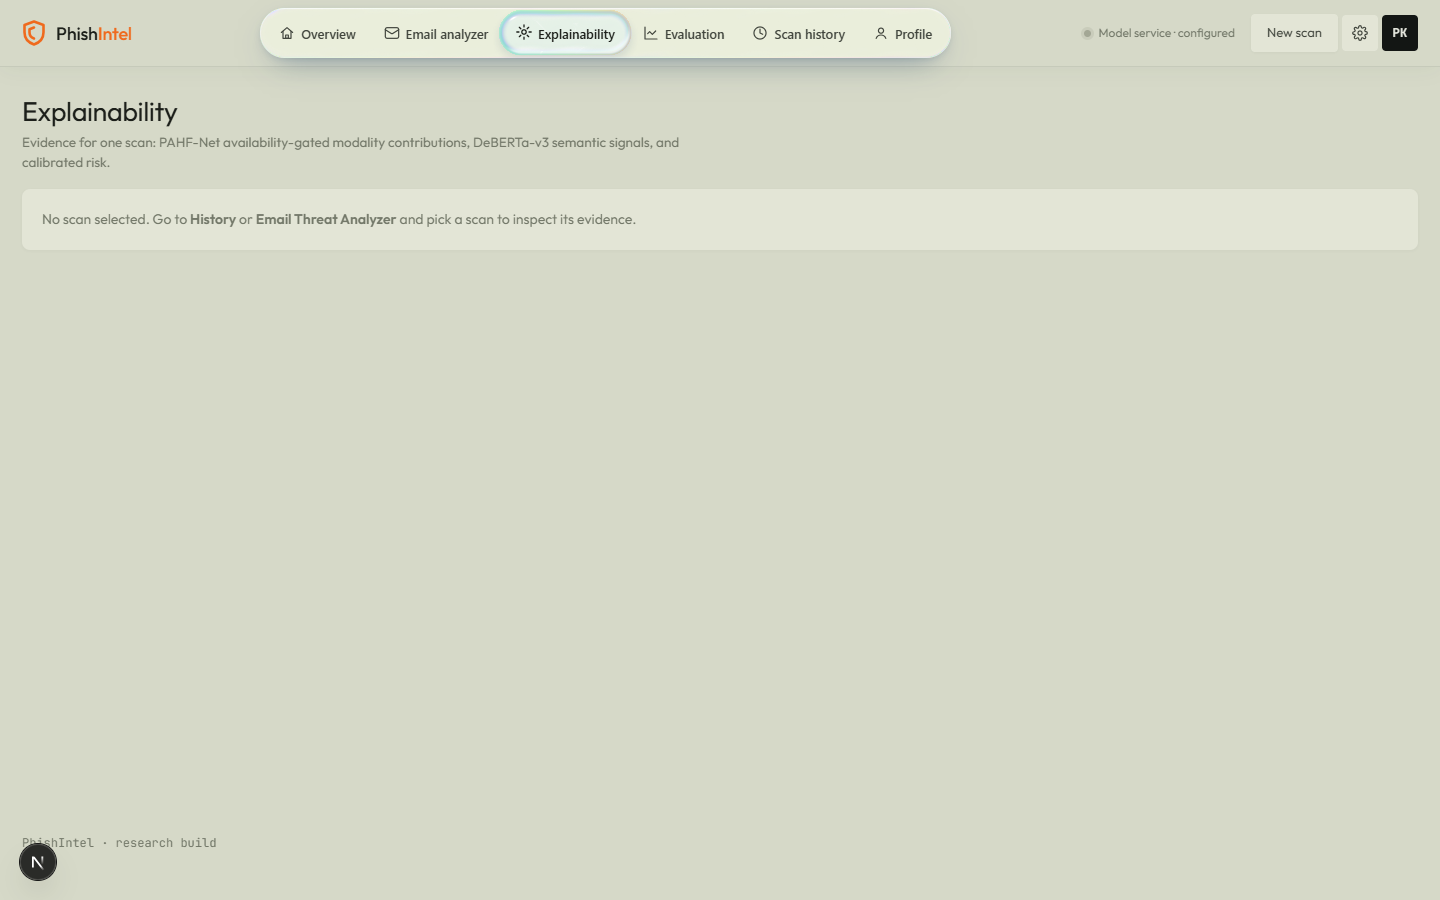 PhishIntel
Overview
Email analyzer
Explainability
Evaluation
Scan history
Profile
Model service · configured
New scan
PK
Explainability
Evidence for one scan: PAHF-Net availability-gated modality contributions, DeBERTa-v3 semantic signals, and
calibrated risk.
No scan selected. Go to History or Email Threat Analyzer and pick a scan to inspect its evidence.
PhishIntel · research build
N